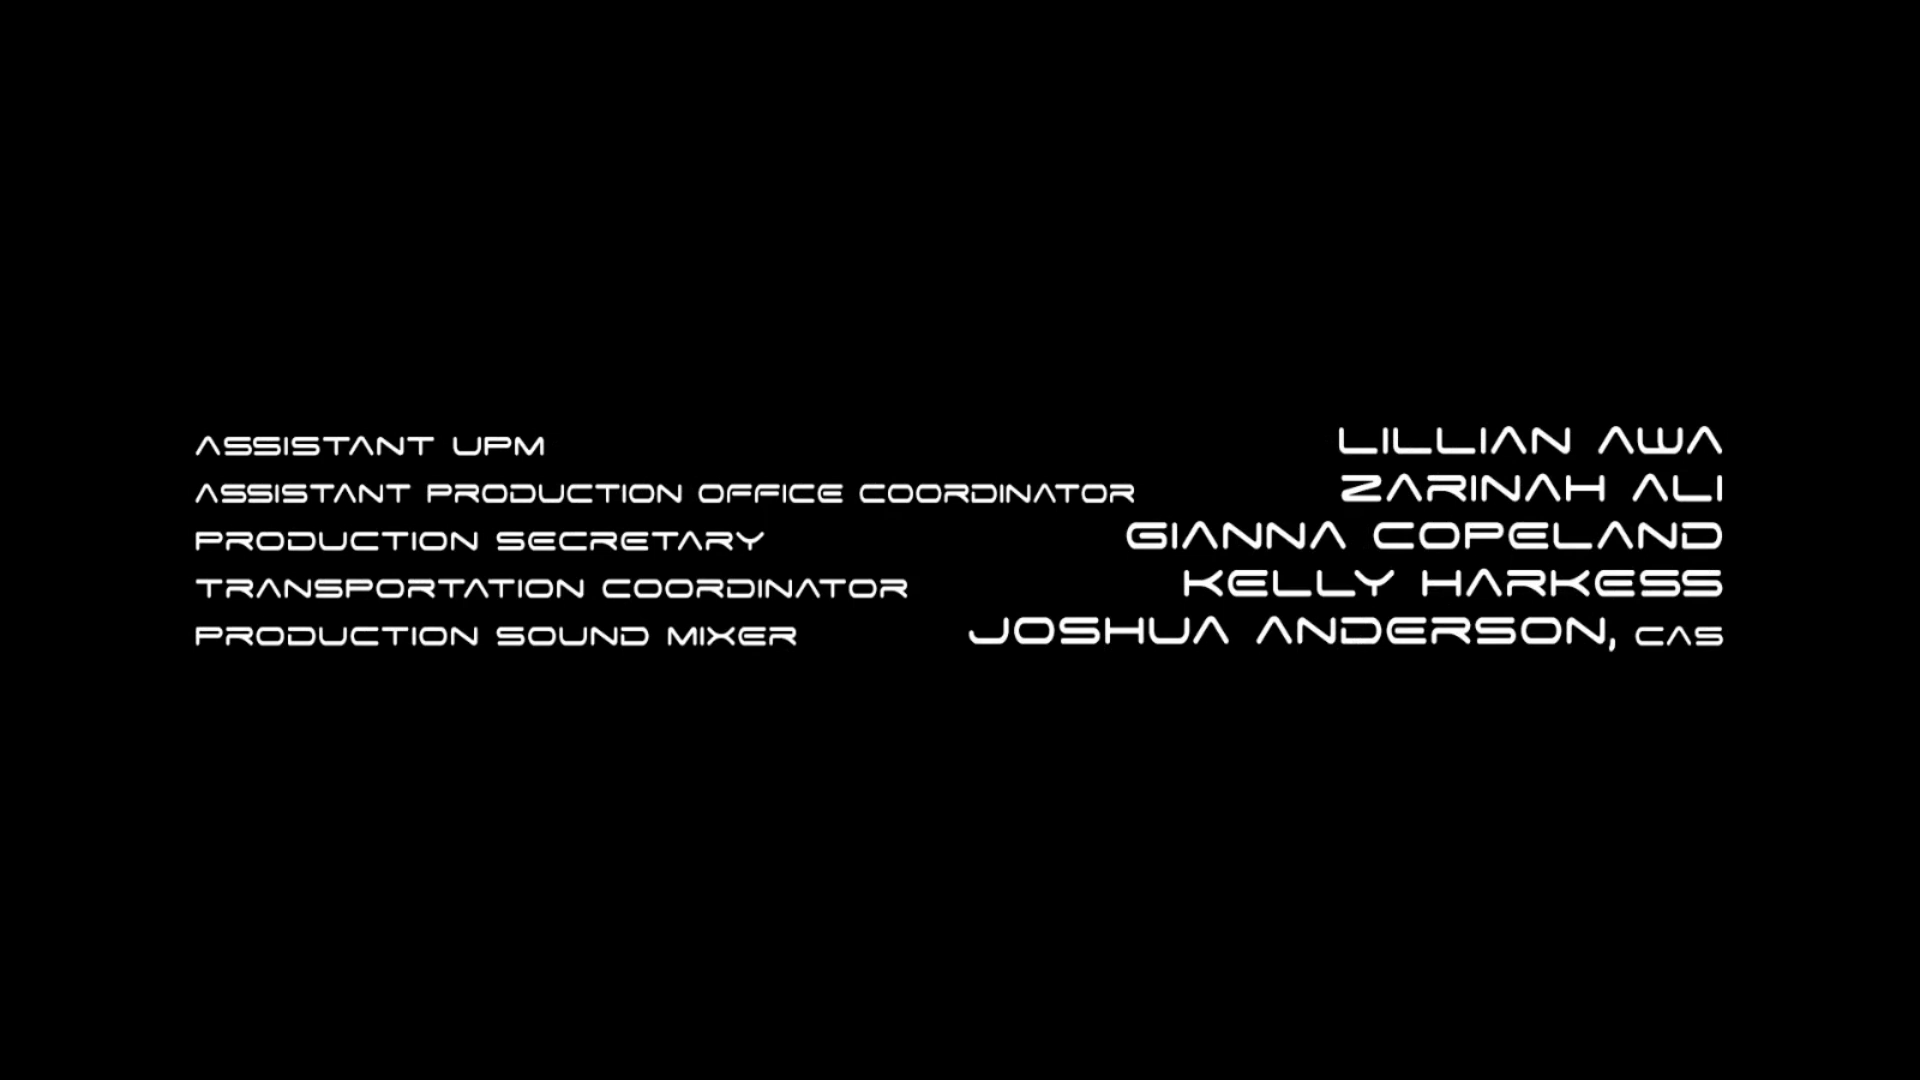 ASSISTANT UPM LILLIAN AWA
ASSISTANT PRODUCTION OFFICE COORDINATOR ZARINAH ALI
PRODUCTION SECRETARY GIANNA COPELAND
TRANSPORTATION COORDINATOR KELLY HARKESS
PRODUCTION SOUND MIXER JOSHUA ANDERSON, CAS